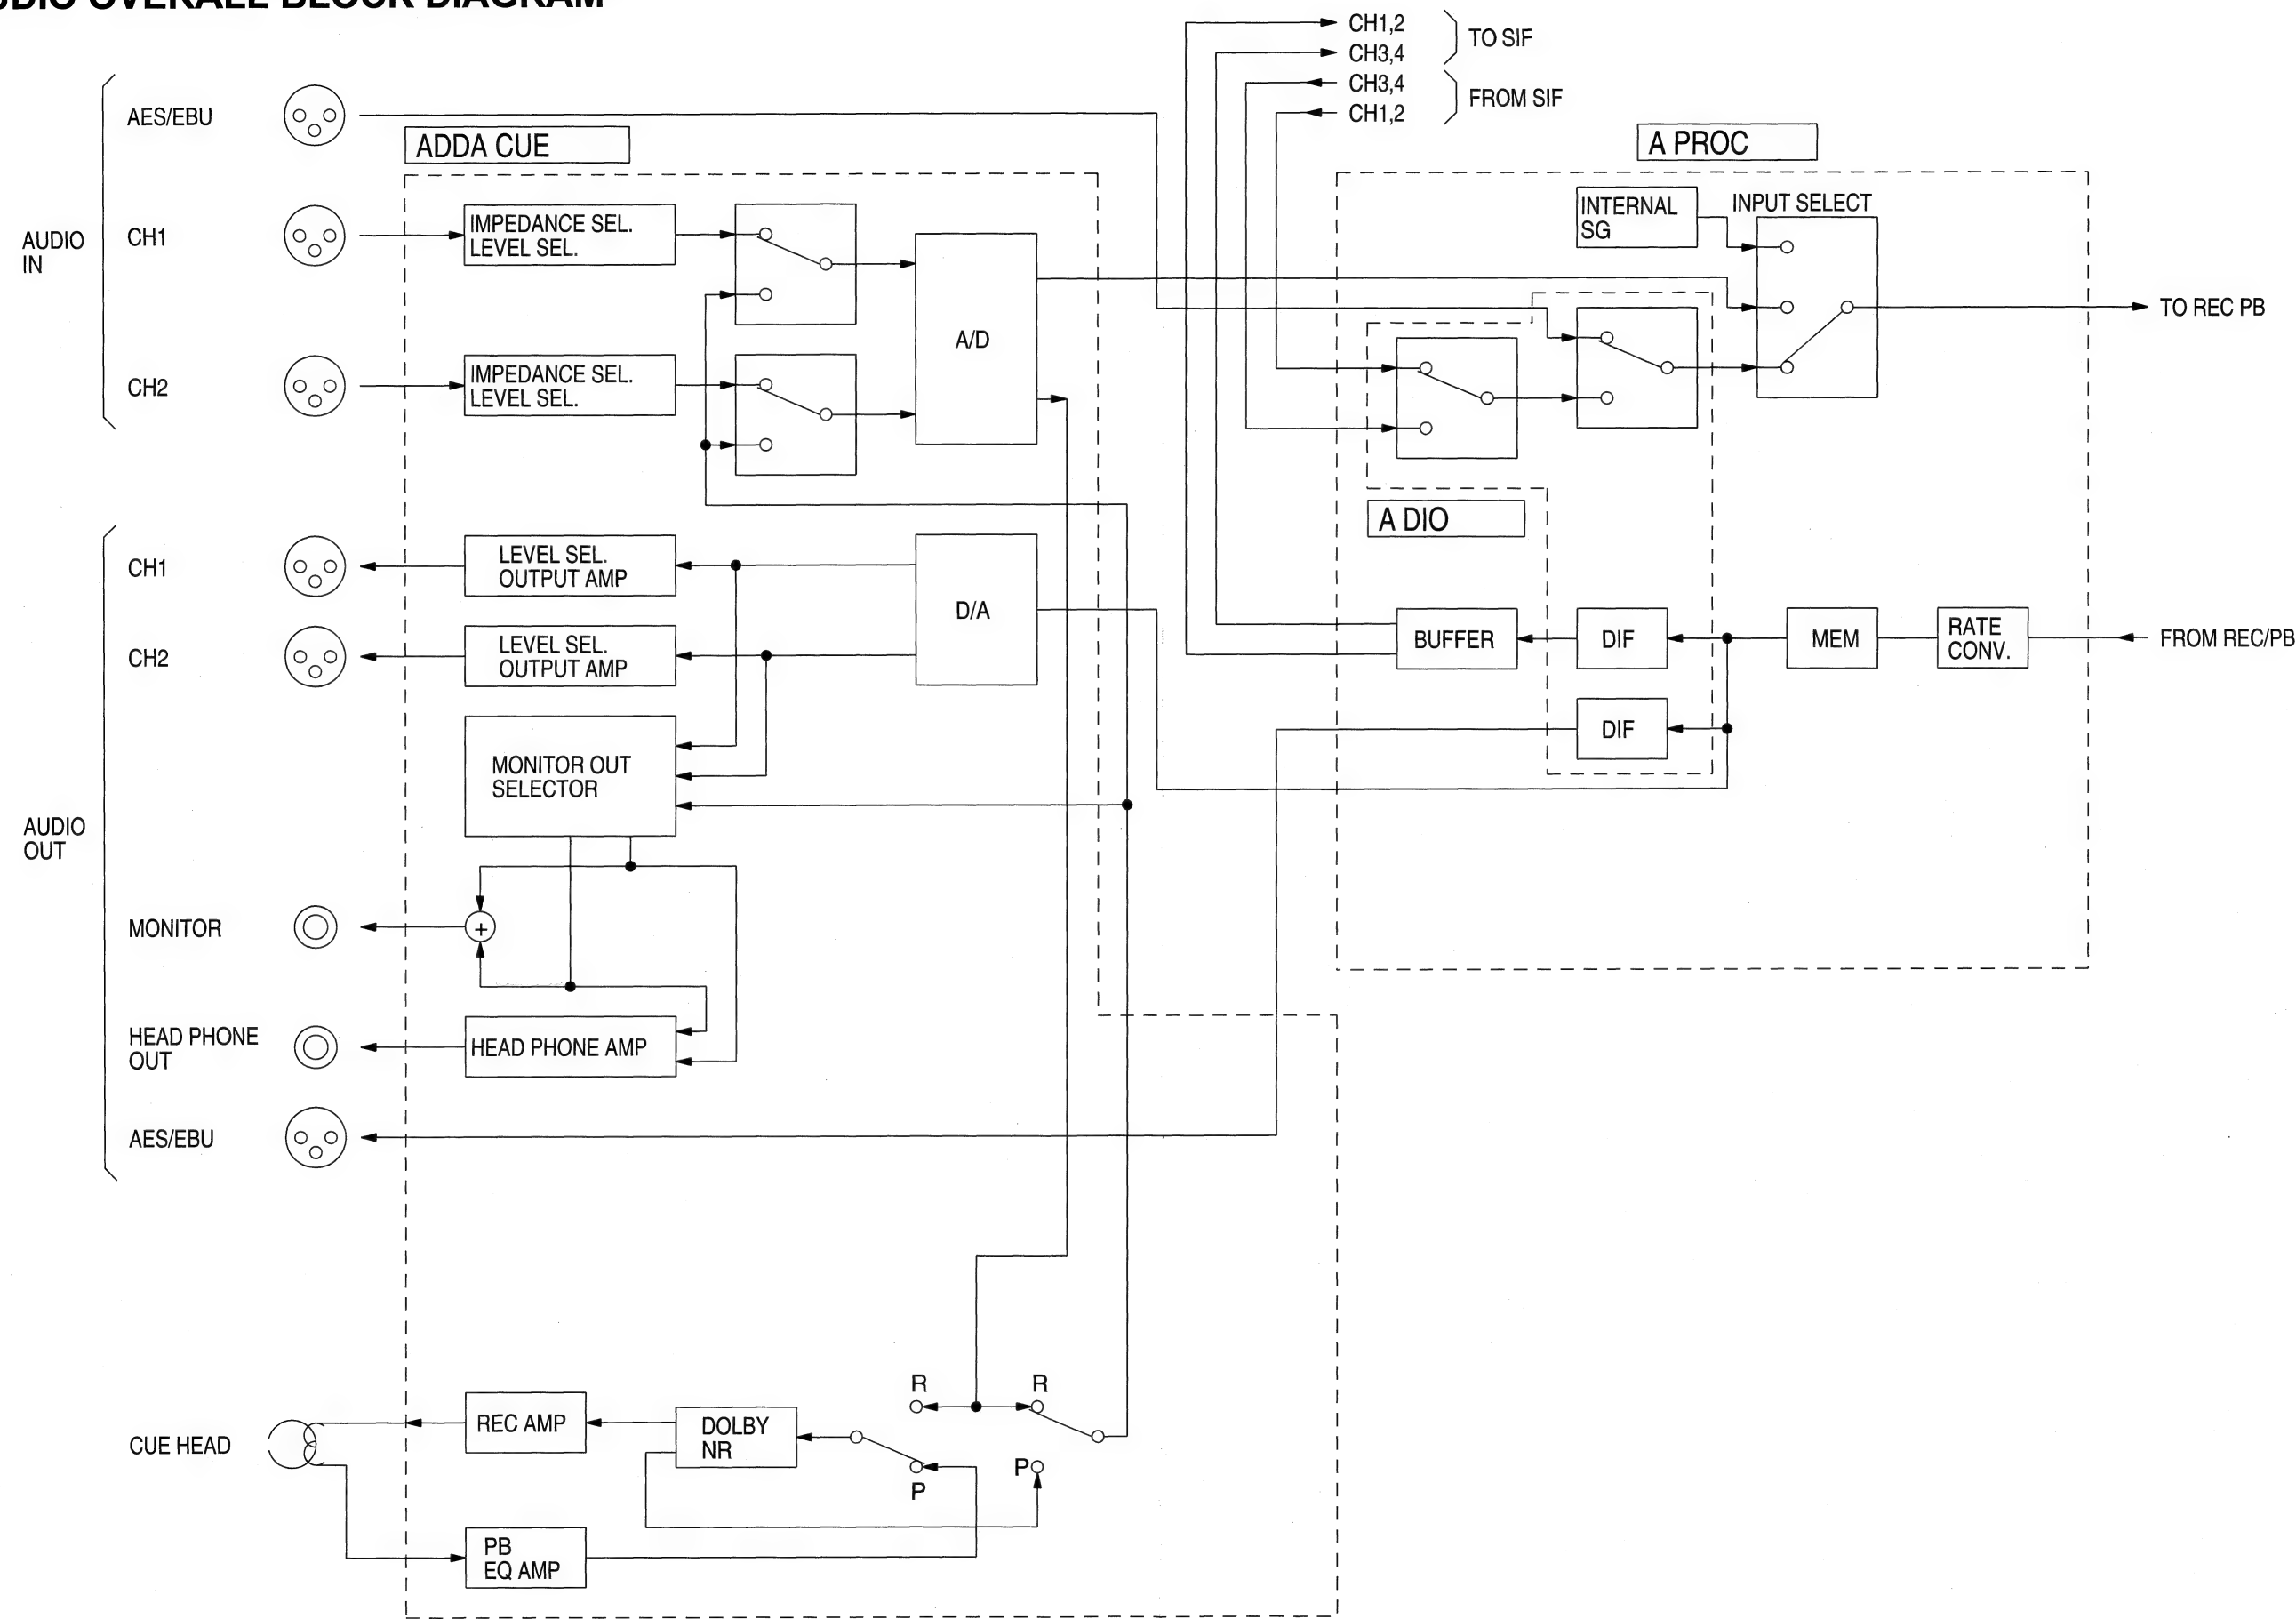 AUDIO OVERALL BLOCK DIAGRAM
CH1,2
CH3,4
TO SIF
CH3,4
CH1,2
FROM SIF
AES/EBU
ADDA CUE
A PROC
AUDIO
IN
CH1
IMPEDANCE SEL.
LEVEL SEL.
INTERNAL
SG
INPUT SELECT
A/D
TO REC PB
CH2
IMPEDANCE SEL.
LEVEL SEL.
A DIO
CH1
LEVEL SEL.
OUTPUT AMP
D/A
CH2
LEVEL SEL.
OUTPUT AMP
BUFFER
DIF
MEM
RATE
CONV.
FROM REC/PB
DIF
MONITOR OUT
SELECTOR
AUDIO
OUT
MONITOR
+
HEAD PHONE
OUT
HEAD PHONE AMP
AES/EBU
R
R
CUE HEAD
REC AMP
DOLBY
NR
P
P
PB
EQ AMP